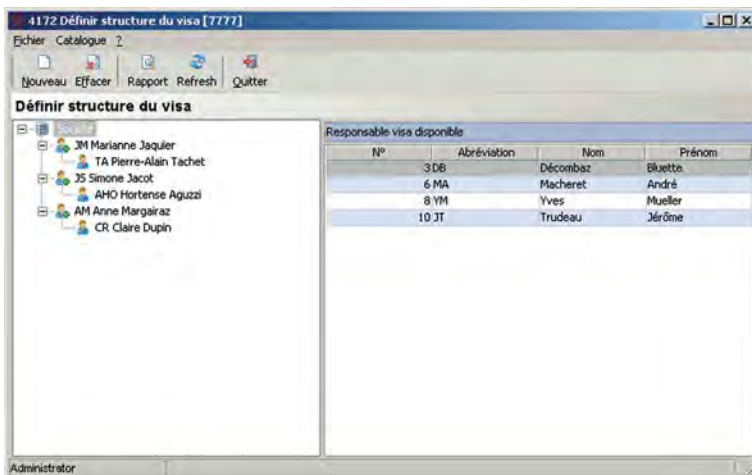 4172 Définir structure du visa [7777]
Fichier Catalogue ?
Nouveau Effacer Rapport Refresh Quitter
Définir structure du visa
Société
JM Marianne Jaquier
TA Pierre-Alain Tachet
JS Simone Jacot
AHO Hortense Aguzzi
AM Anne Margairaz
CR Claire Dupin
Responsable visa disponible
N° Abréviation Nom Prénom
3 DB Décombaz Bluette
6 MA Macheret André
8 YM Yves Mueller
10 JT Trudeau Jérôme
Administrator